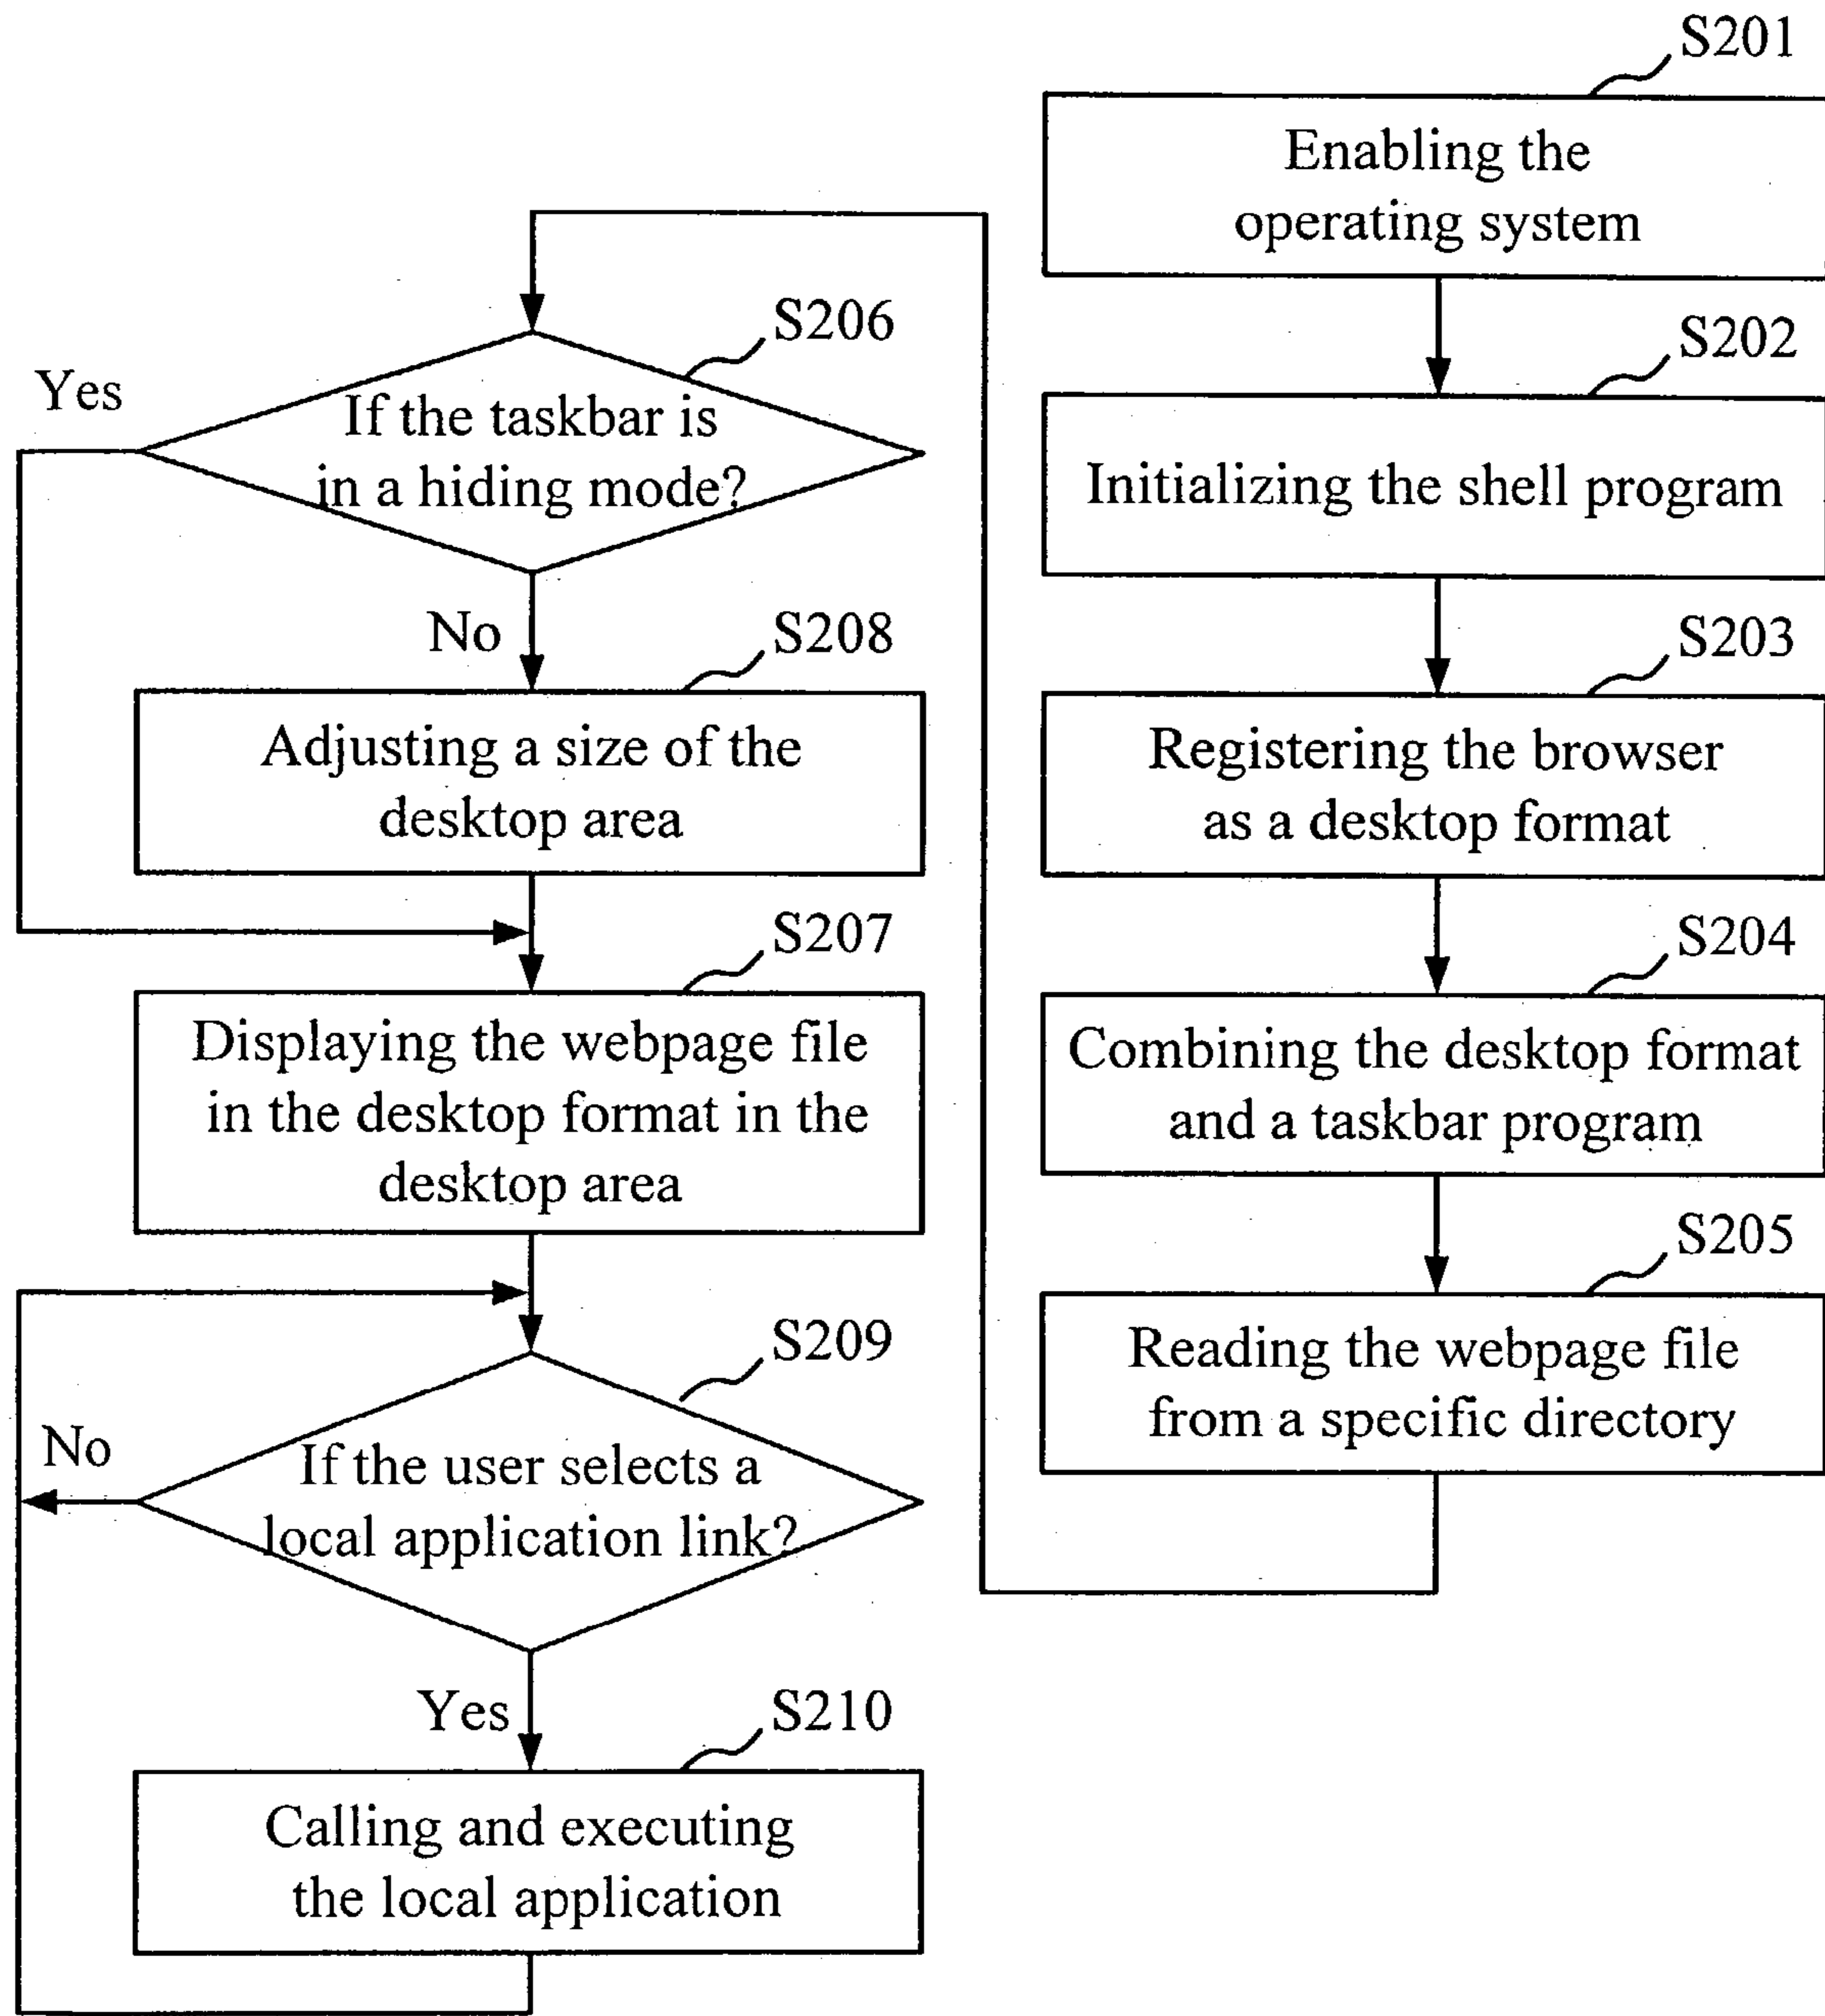 S201
Enabling the
operating system
S202
Initializing the shell program
S203
Registering the browser
as a desktop format
S204
Combining the desktop format
and a taskbar program
S205
Reading the webpage file
from a specific directory
S206
If the taskbar is
in a hiding mode?
Yes
No
S208
Adjusting a size of the
desktop area
S207
Displaying the webpage file
in the desktop format in the
desktop area
S209
If the user selects a
local application link?
No
Yes
S210
Calling and executing
the local application